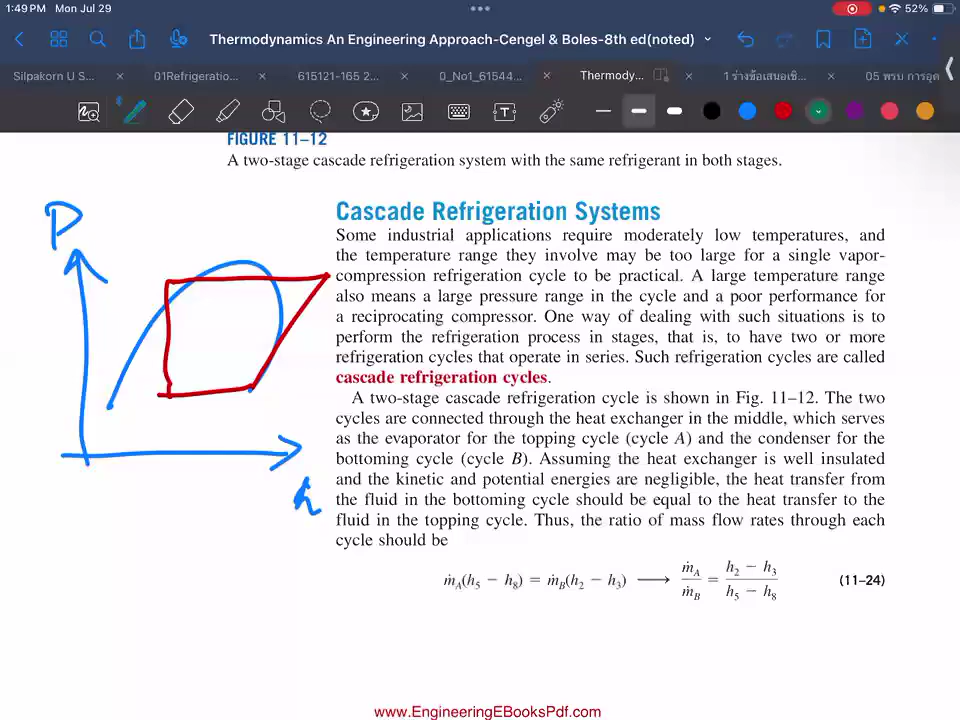 1:49 PM Mon Jul 29
52%
Thermodynamics An Engineering Approach-Cengel & Boles-8th ed(noted)
Silpakorn U S...
01Refrigeratio...
615121-165 2...
0_No1_61544...
Thermody...
1 ร่างข้อเสนอเชิ...
05 พรบ การอุด
FIGURE 11–12
A two-stage cascade refrigeration system with the same refrigerant in both stages.
P
h
Cascade Refrigeration Systems
Some industrial applications require moderately low temperatures, and
the temperature range they involve may be too large for a single vapor-
compression refrigeration cycle to be practical. A large temperature range
also means a large pressure range in the cycle and a poor performance for
a reciprocating compressor. One way of dealing with such situations is to
perform the refrigeration process in stages, that is, to have two or more
refrigeration cycles that operate in series. Such refrigeration cycles are called
cascade refrigeration cycles.
A two-stage cascade refrigeration cycle is shown in Fig. 11–12. The two
cycles are connected through the heat exchanger in the middle, which serves
as the evaporator for the topping cycle (cycle A) and the condenser for the
bottoming cycle (cycle B). Assuming the heat exchanger is well insulated
and the kinetic and potential energies are negligible, the heat transfer from
the fluid in the bottoming cycle should be equal to the heat transfer to the
fluid in the topping cycle. Thus, the ratio of mass flow rates through each
cycle should be
ṁA(h5 − h8) = ṁB(h2 − h3) ⟶ ṁA/ṁB = (h2 − h3)/(h5 − h8) (11–24)
www.EngineeringEBooksPdf.com